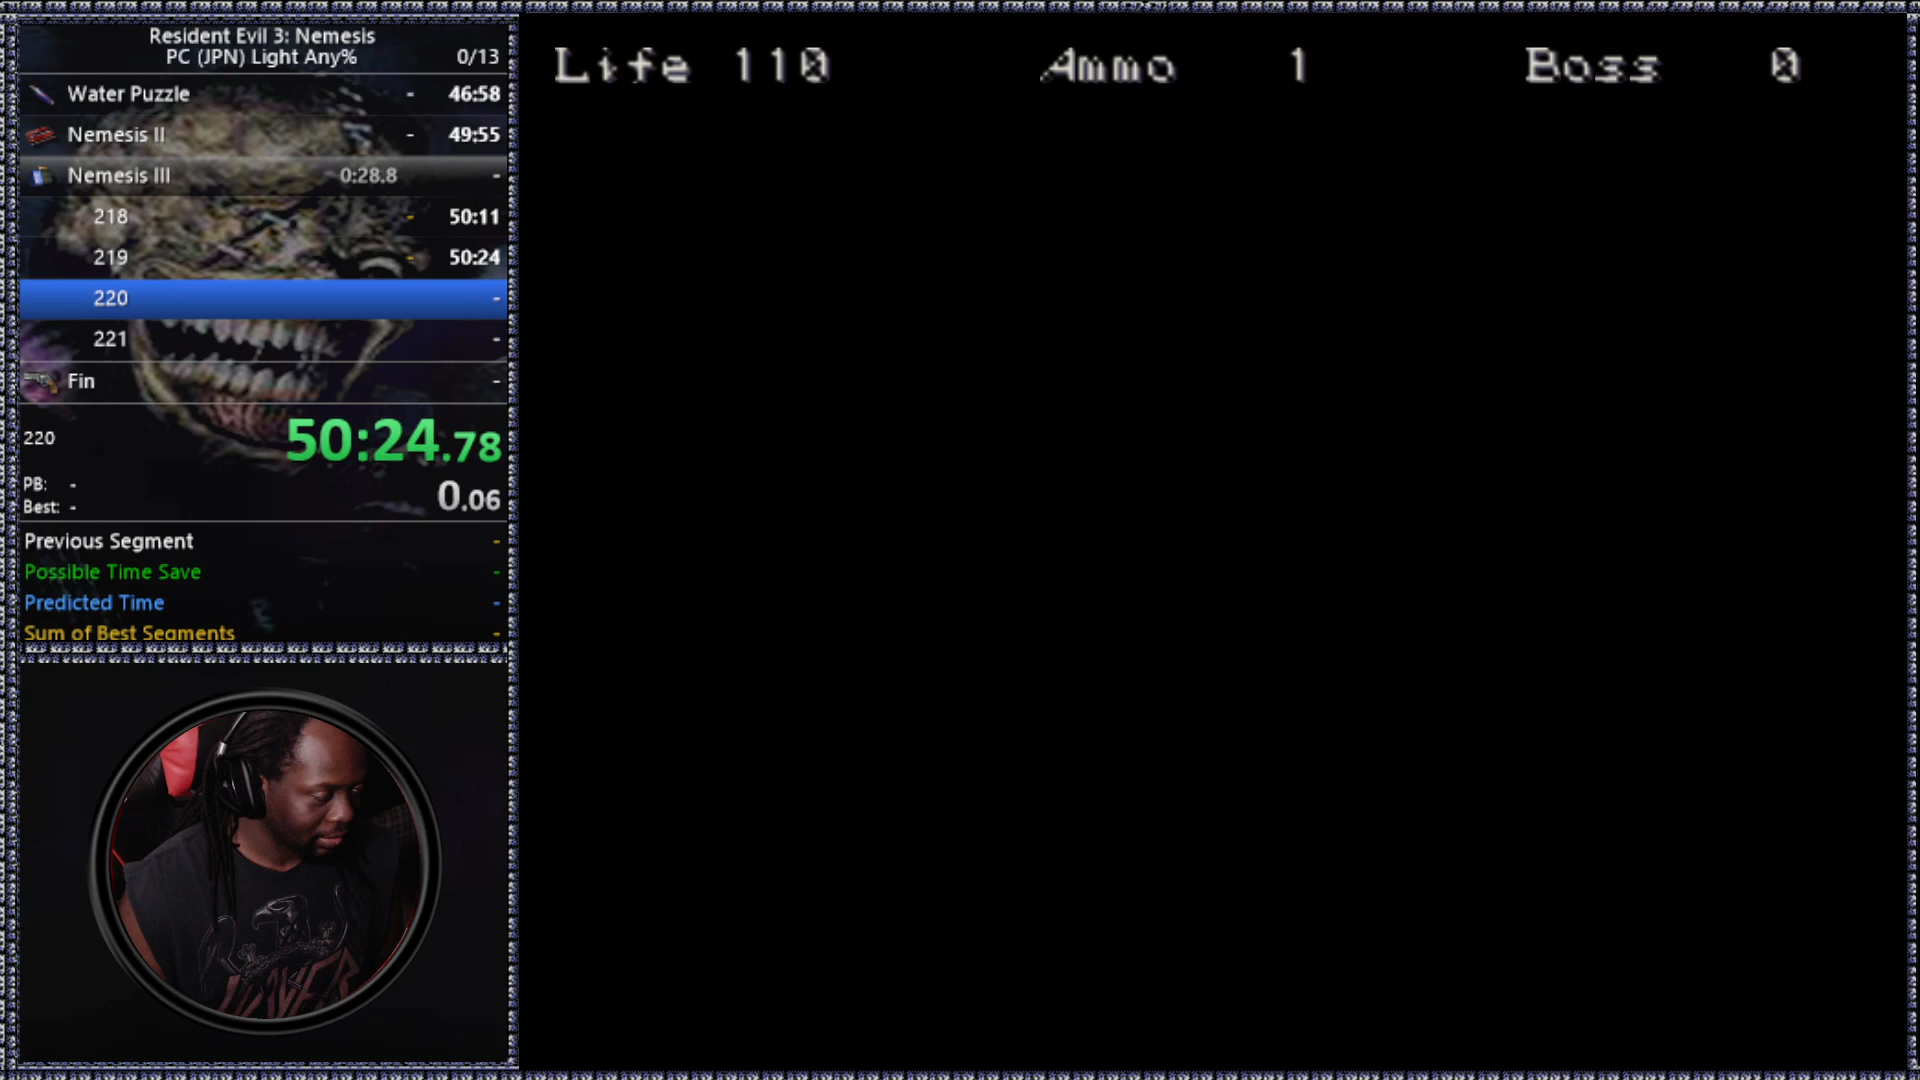 Resident Evil 3: Nemesis
PC (JPN) Light Any% 0/13
Water Puzzle - 46:58
Nemesis II - 49:55
Nemesis III 0:28.8 -
218 - 50:11
219 - 50:24
220 -
221 -
Fin -
220 50:24.78
PB: -
0.06
Best: -
Previous Segment -
Possible Time Save -
Predicted Time -
Sum of Best Segments -
Life 110 Ammo 1 Boss 0
SLAYER